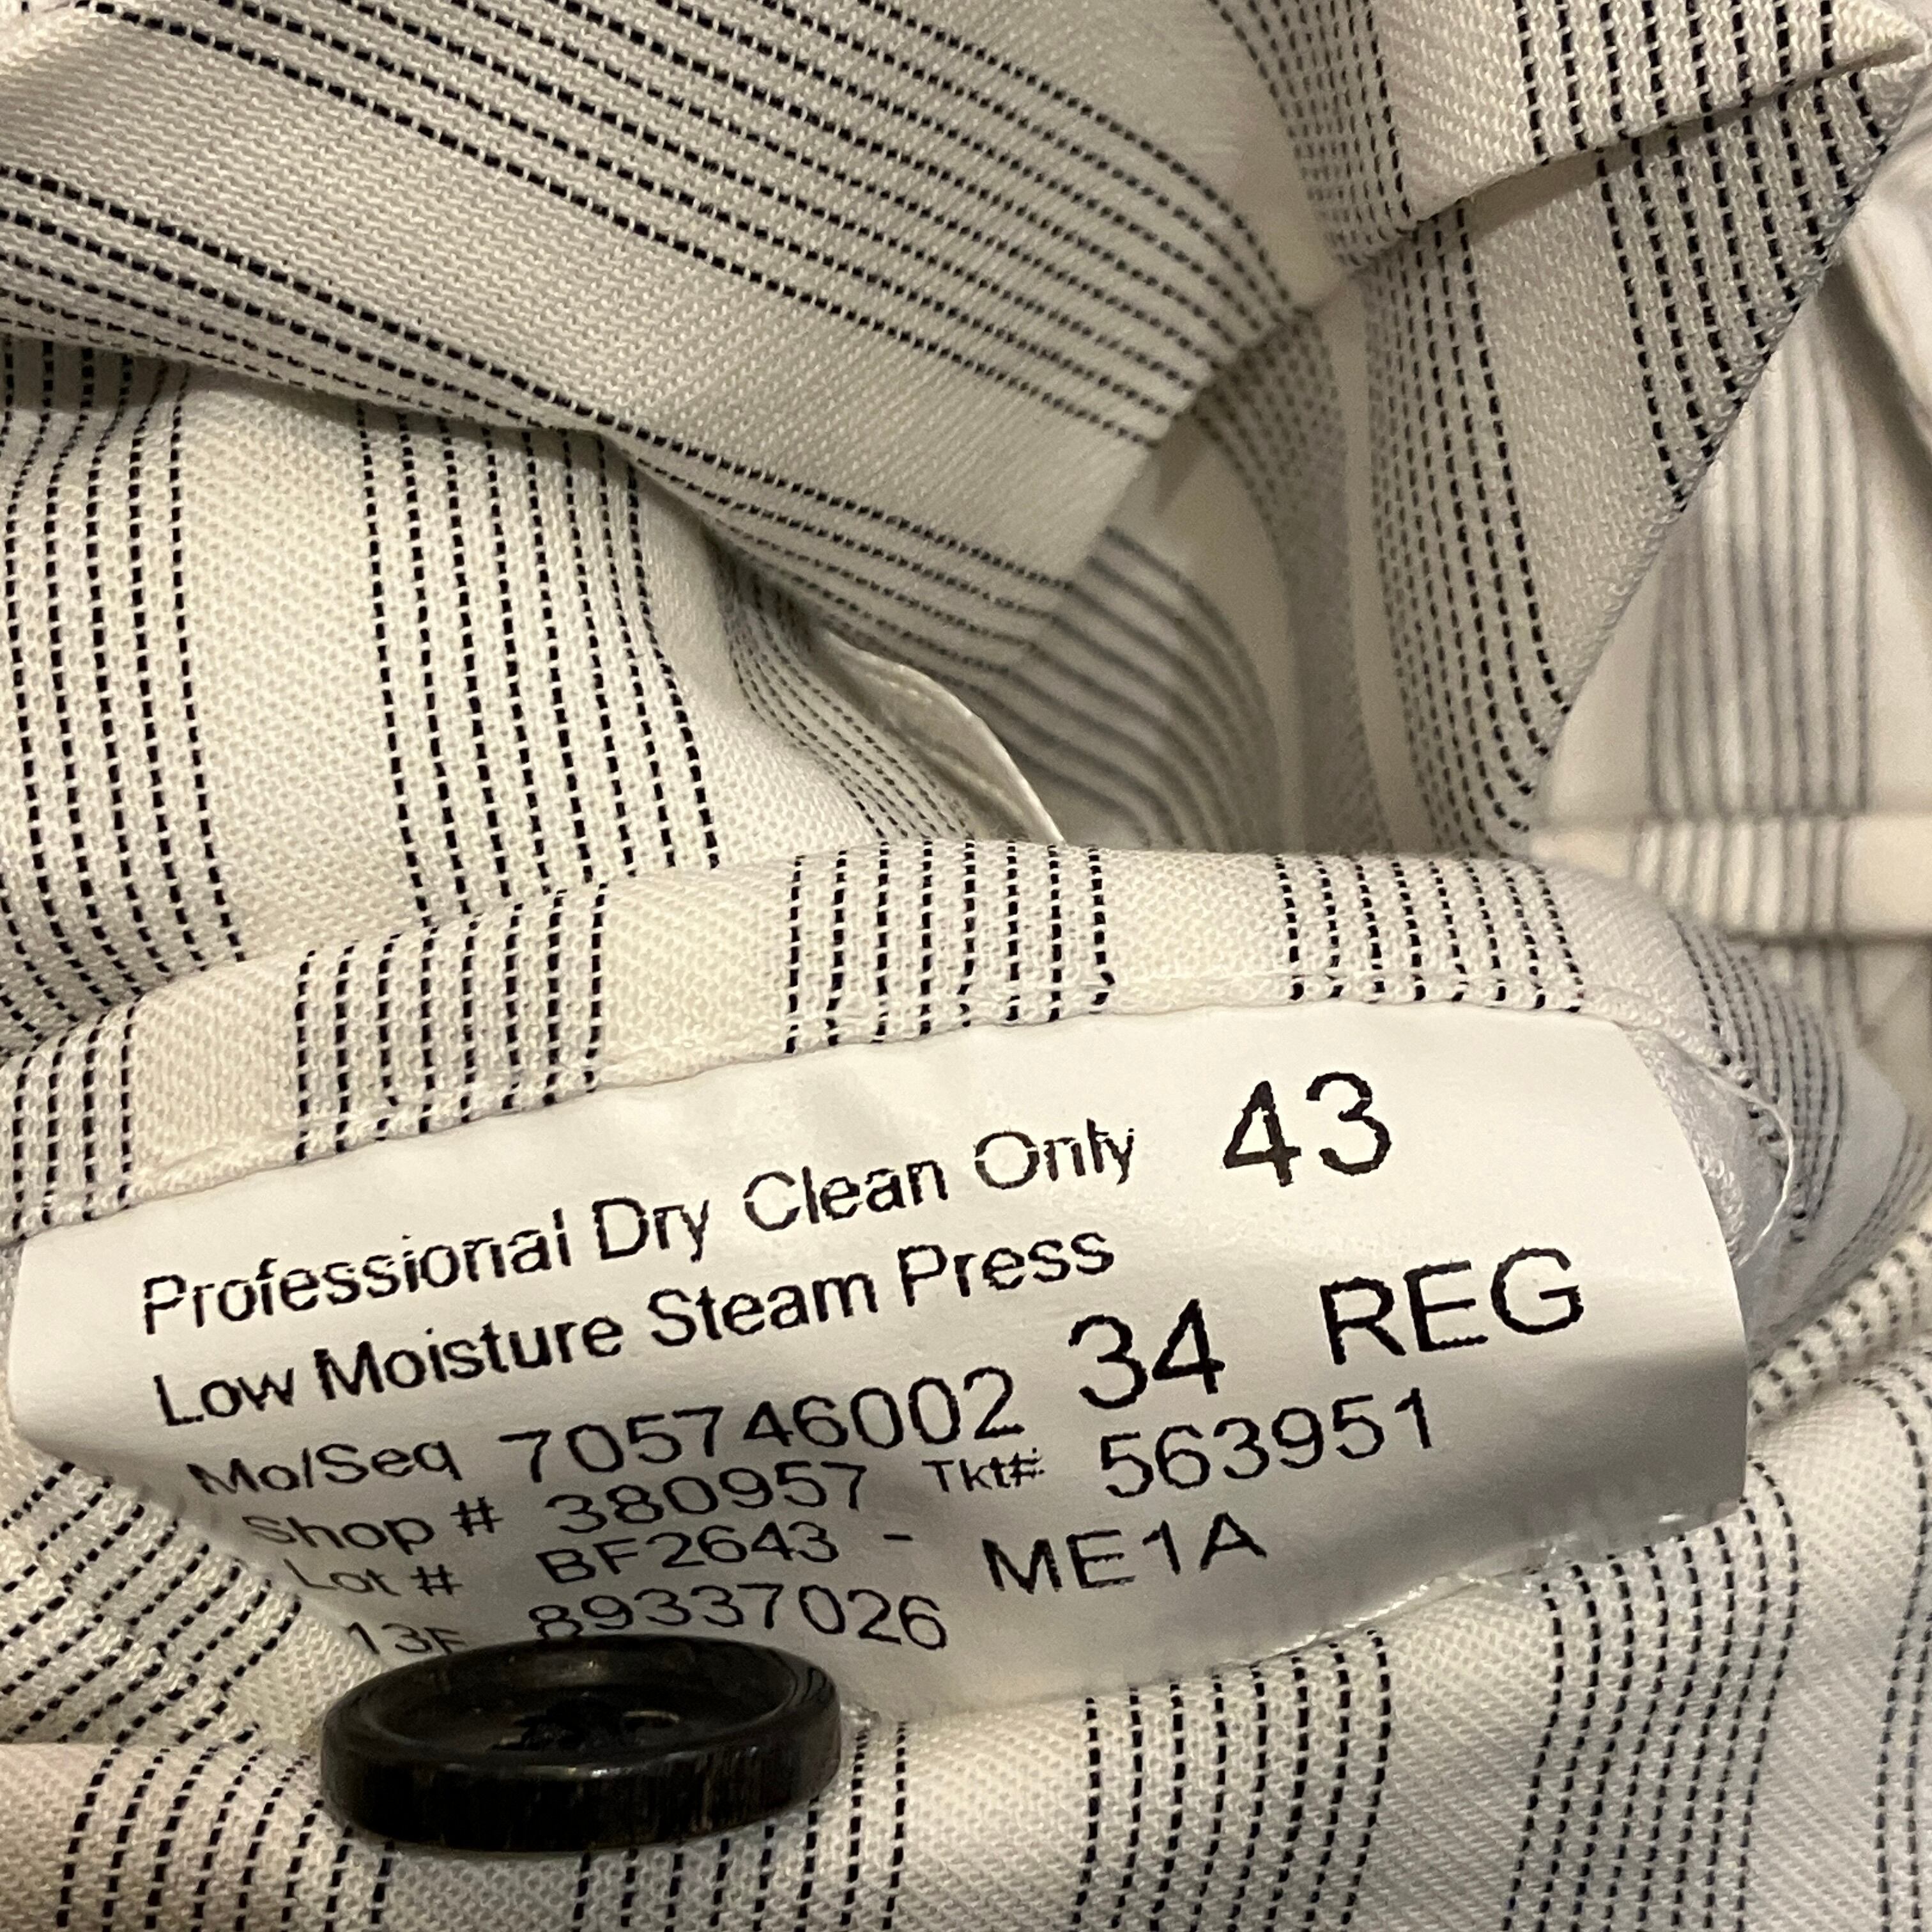 Professional Dry Clean Only 43
Low Moisture Steam Press
34 REG
Mo/Seq 705746002
Shop # 380957 Tkt# 563951
Lot # BF2643 - ME1A
13F 89337026